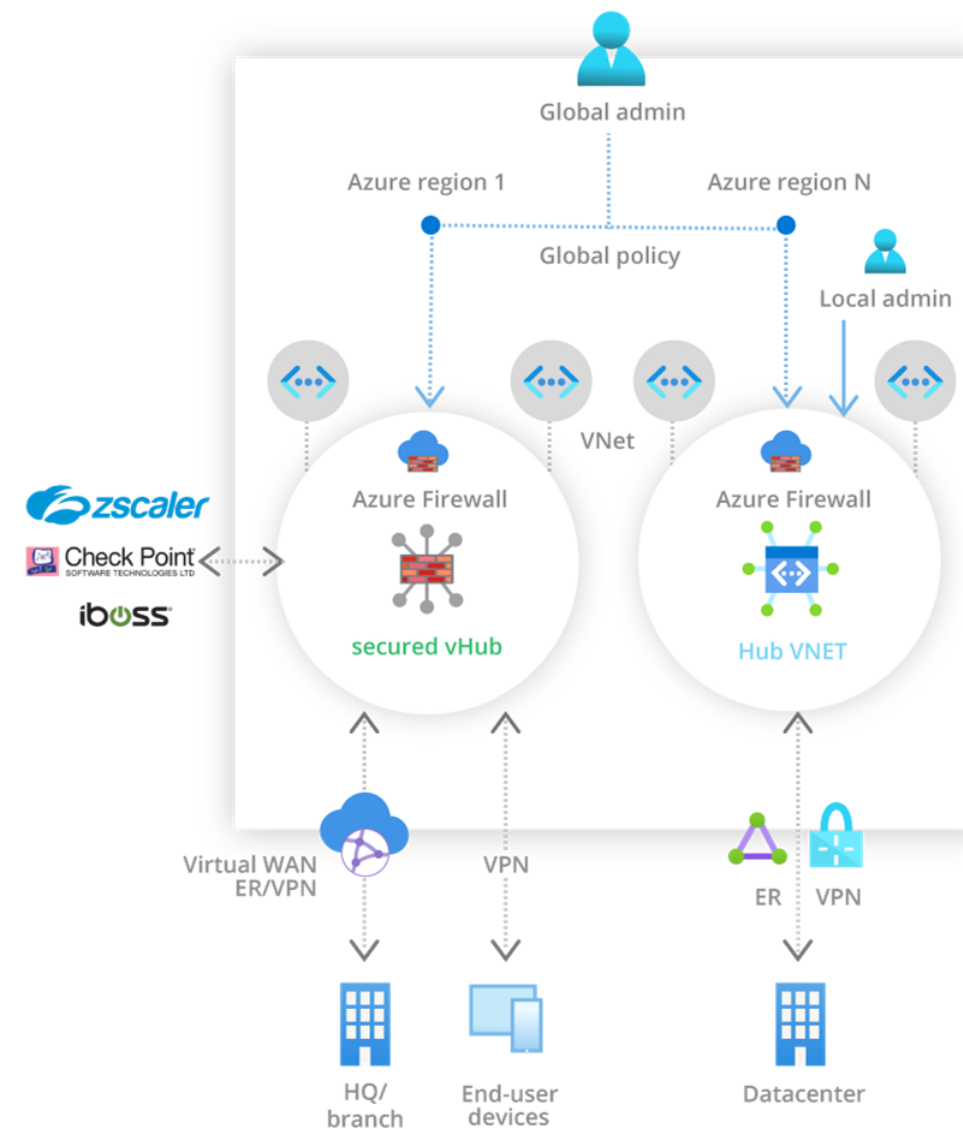 Global admin
Azure region 1
Azure region N
Global policy
Local admin
VNet
Azure Firewall
Azure Firewall
zscaler
Check Point
SOFTWARE TECHNOLOGIES LTD
iboss
secured vHub
Hub VNET
Virtual WAN
ER/VPN
VPN
ER
VPN
HQ/
branch
End-user
devices
Datacenter